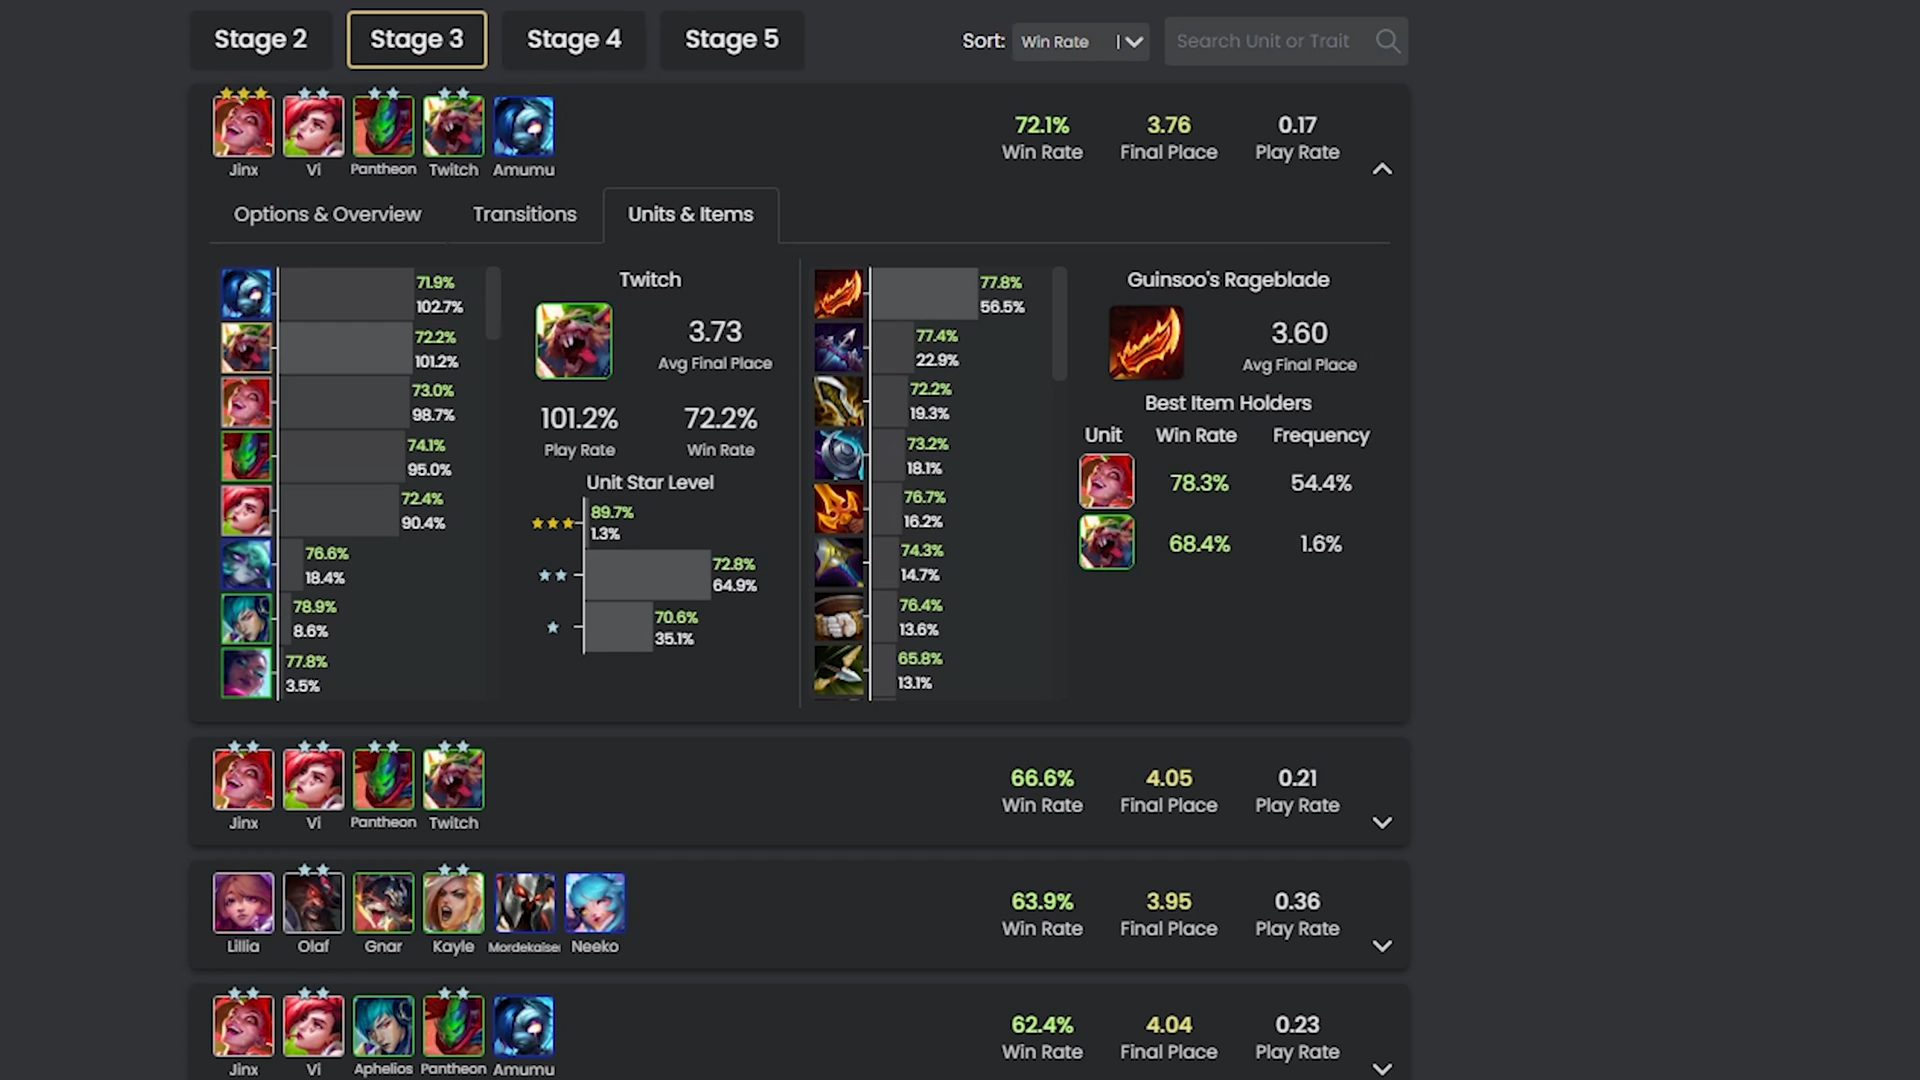 Stage 2
Stage 3
Stage 4
Stage 5
Sort:
Win Rate
Search Unit or Trait
Jinx
Vi
Pantheon
Twitch
Amumu
72.1%
Win Rate
3.76
Final Place
0.17
Play Rate
Options & Overview
Transitions
Units & Items
71.9%
102.7%
72.2%
101.2%
73.0%
98.7%
74.1%
95.0%
72.4%
90.4%
76.6%
18.4%
78.9%
8.6%
77.8%
3.5%
Twitch
3.73
Avg Final Place
101.2%
Play Rate
72.2%
Win Rate
Unit Star Level
89.7%
1.3%
72.8%
64.9%
70.6%
35.1%
77.8%
56.5%
77.4%
22.9%
72.2%
19.3%
73.2%
18.1%
76.7%
16.2%
74.3%
14.7%
76.4%
13.6%
65.8%
13.1%
Guinsoo's Rageblade
3.60
Avg Final Place
Best Item Holders
Unit Win Rate Frequency
78.3% 54.4%
68.4% 1.6%
Jinx
Vi
Pantheon
Twitch
66.6%
Win Rate
4.05
Final Place
0.21
Play Rate
Lillia
Olaf
Gnar
Kayle
Mordekaise
Neeko
63.9%
Win Rate
3.95
Final Place
0.36
Play Rate
Jinx
Vi
Aphelios
Pantheon
Amumu
62.4%
Win Rate
4.04
Final Place
0.23
Play Rate